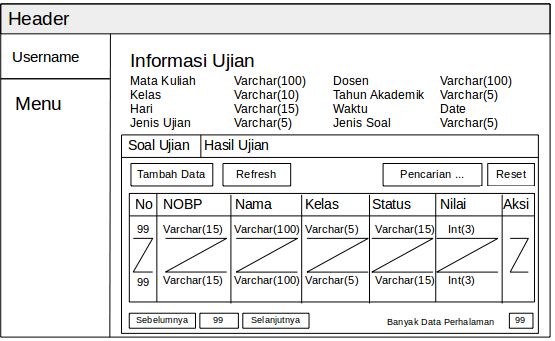 Header
Username
Menu
Informasi Ujian
Mata Kuliah Varchar(100) Dosen Varchar(100)
Kelas Varchar(10) Tahun Akademik Varchar(5)
Hari Varchar(15) Waktu Date
Jenis Ujian Varchar(5) Jenis Soal Varchar(5)
Soal Ujian Hasil Ujian
Tambah Data Refresh Pencarian ... Reset
No NOBP Nama Kelas Status Nilai Aksi
99 Varchar(15) Varchar(100) Varchar(5) Varchar(15) Int(3)
99 Varchar(15) Varchar(100) Varchar(5) Varchar(15) Int(3)
Sebelumnya 99 Selanjutnya Banyak Data Perhalaman 99